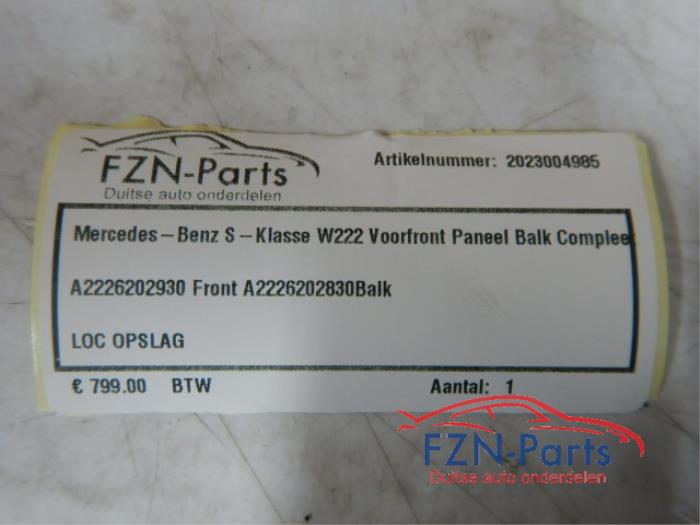 FZN-Parts
Duitse auto onderdelen
Artikelnummer: 2023004985
Mercedes-Benz S-Klasse W222 Voorfront Paneel Balk Complee
A2226202930 Front A2226202830Balk
LOC OPSLAG
€ 799.00 BTW Aantal: 1
FZN-Parts
Duitse auto onderdelen